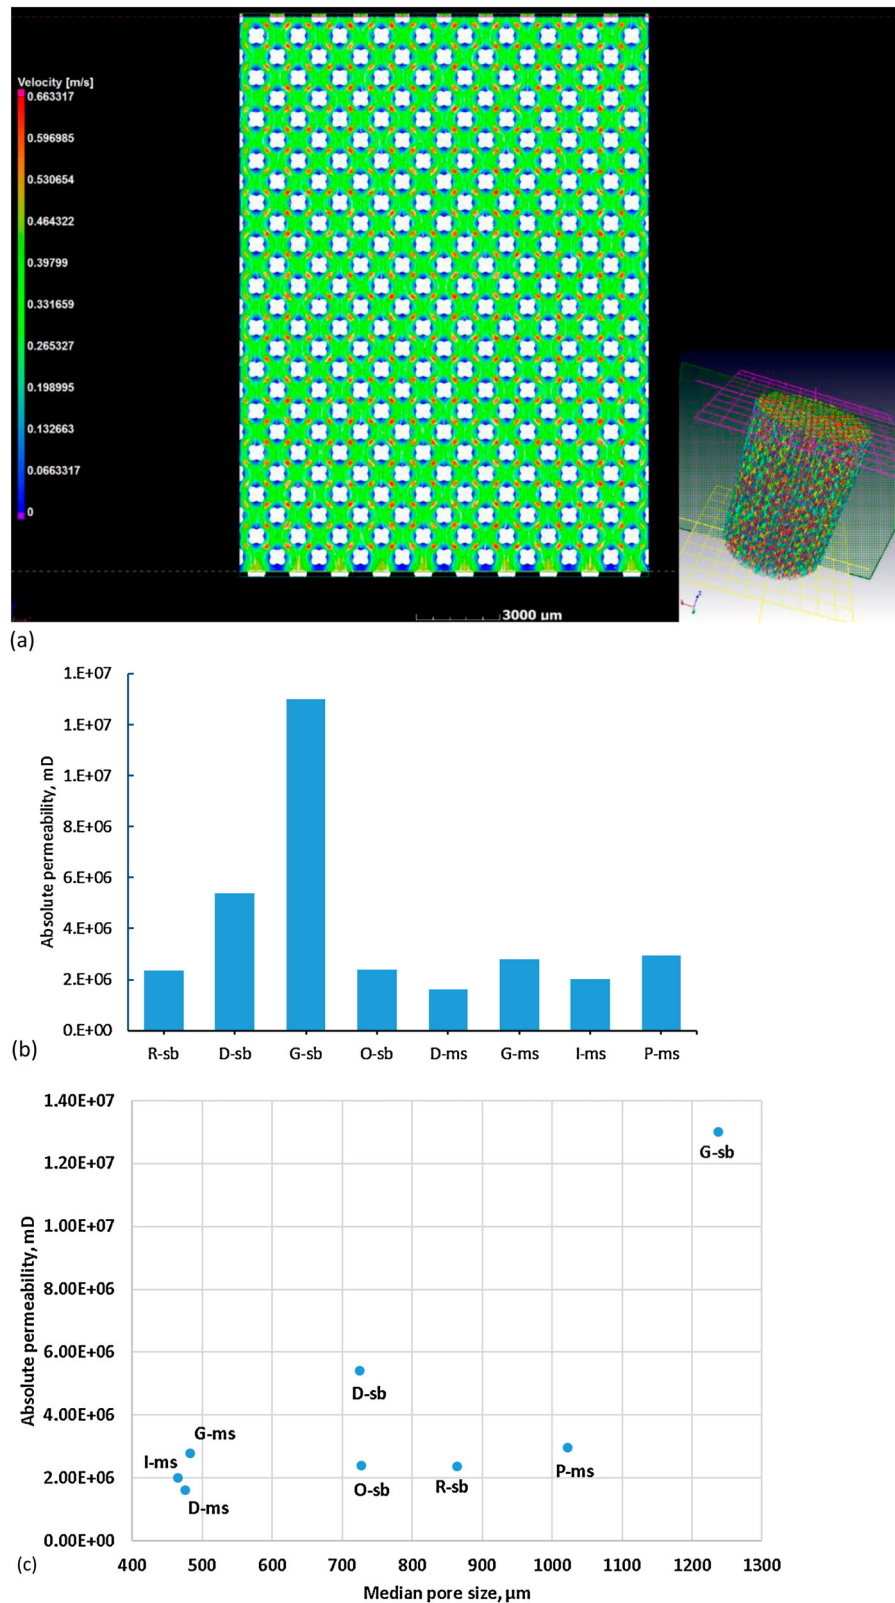 Velocity [m/s]
0.663317
0.596985
0.530654
0.464322
0.39799
0.331659
0.265327
0.198995
0.132663
0.0663317
0
3000 um
(a)
Absolute permeability, mD
1.E+07
1.E+07
1.E+07
8.E+06
6.E+06
4.E+06
2.E+06
0.E+00
R-sb D-sb G-sb O-sb D-ms G-ms I-ms P-ms
(b)
Absolute permeability, mD
1.40E+07
1.20E+07
1.00E+07
8.00E+06
6.00E+06
4.00E+06
2.00E+06
0.00E+00
G-sb
D-sb
G-ms
I-ms
D-ms
O-sb
R-sb
P-ms
400 500 600 700 800 900 1000 1100 1200 1300
Median pore size, µm
(c)